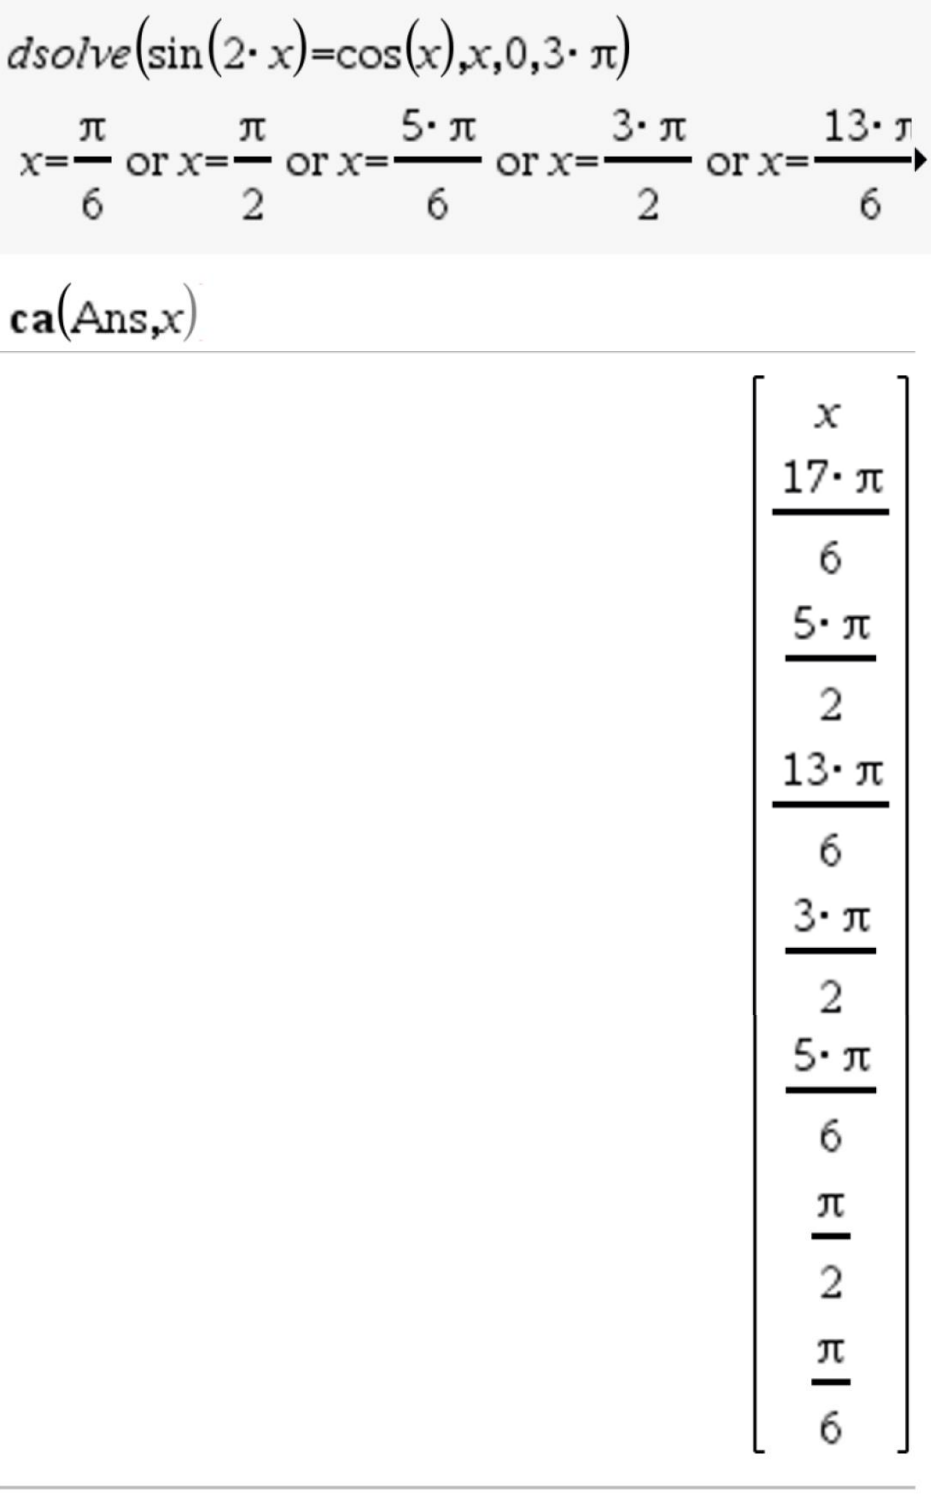 dsolve(sin(2· x)=cos(x),x,0,3· π)
x=π/6 or x=π/2 or x=5· π/6 or x=3· π/2 or x=13· π/6
ca(Ans,x)
x
17· π/6
5· π/2
13· π/6
3· π/2
5· π/6
π/2
π/6